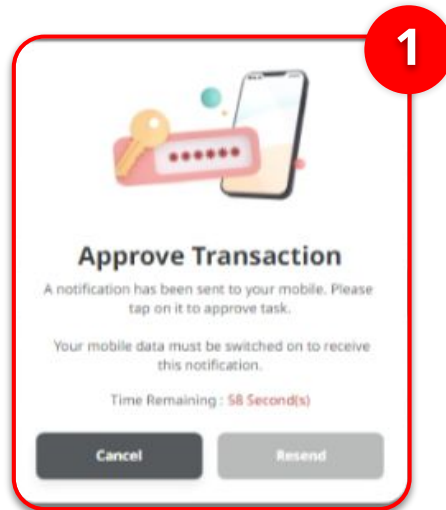 1
Approve Transaction
A notification has been sent to your mobile. Please
tap on it to approve task.
Your mobile data must be switched on to receive
this notification.
Time Remaining : 58 Second(s)
Cancel
Resend